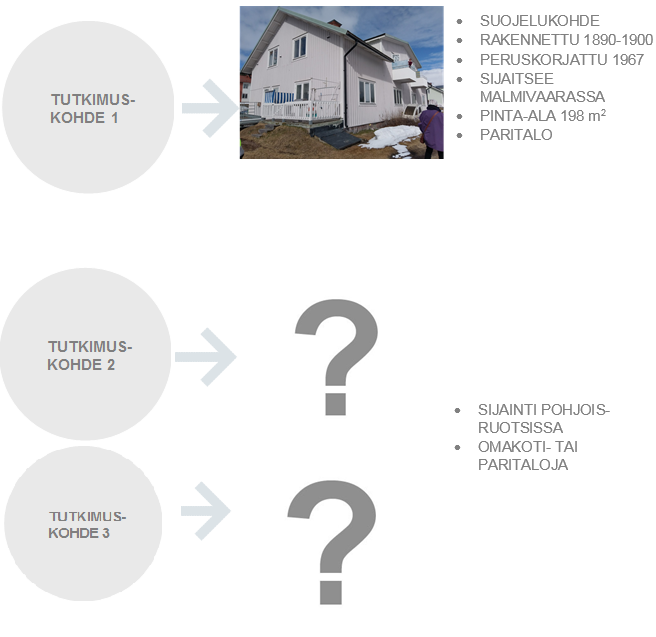 TUTKIMUS-
KOHDE 1
• SUOJELUKOHDE
• RAKENNETTU 1890-1900
• PERUSKORJATTU 1967
• SIJAITSEE
MALMIVAARASSA
• PINTA-ALA 198 m²
• PARITALO
TUTKIMUS-
KOHDE 2
?
• SIJAINTI POHJOIS-
RUOTSISSA
• OMAKOTI- TAI
PARITALOJA
TUTKIMUS-
KOHDE 3
?